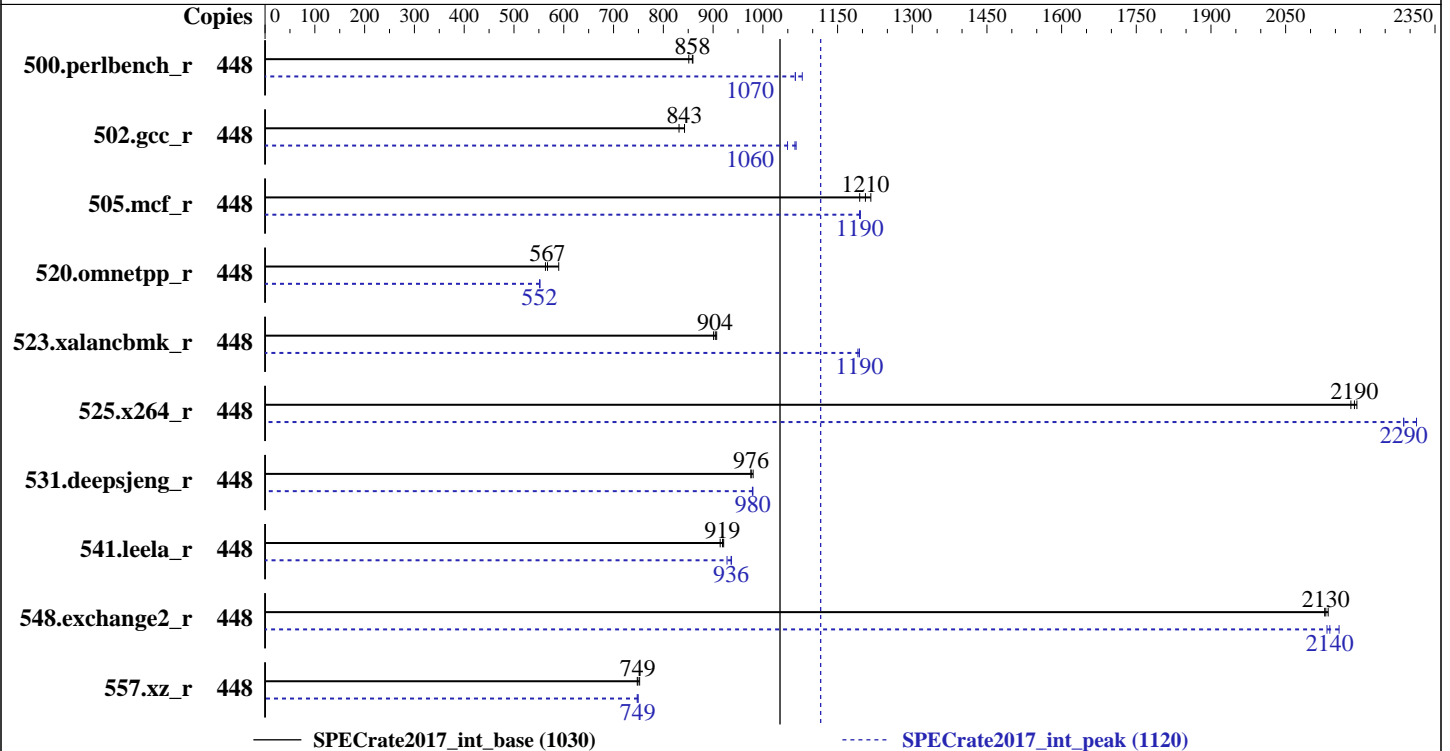 Copies 0 100 200 300 400 500 600 700 800 900 1000 1150 1300 1450 1600 1750 1900 2050 2350
858
500.perlbench_r 448
1070
843
502.gcc_r 448
1060
1210
505.mcf_r 448
1190
567
520.omnetpp_r 448
552
904
523.xalancbmk_r 448
1190
2190
525.x264_r 448
2290
976
531.deepsjeng_r 448
980
919
541.leela_r 448
936
2130
548.exchange2_r 448
2140
749
557.xz_r 448
749
SPECrate2017_int_base (1030) SPECrate2017_int_peak (1120)